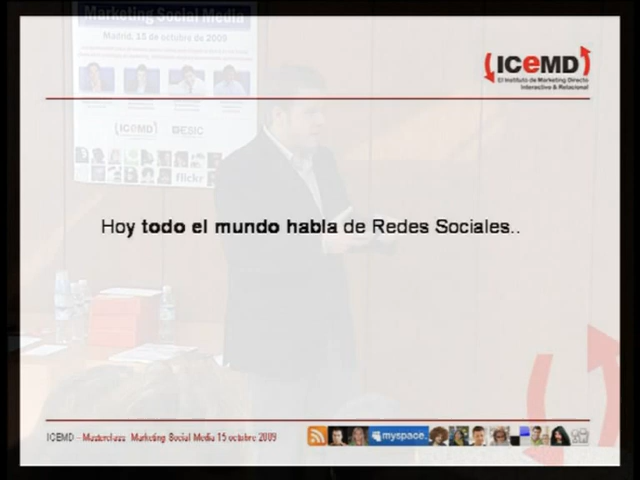 Marketing Social Media
Madrid, 15 de octubre de 2009
(ICEMD) ESIC
flickr
(ICeMD)
El Instituto de Marketing Directo
Interactivo & Relacional
Hoy todo el mundo habla de Redes Sociales..
ICEMD – Masterclass Marketing Social Media 15 octubre 2009
myspace.